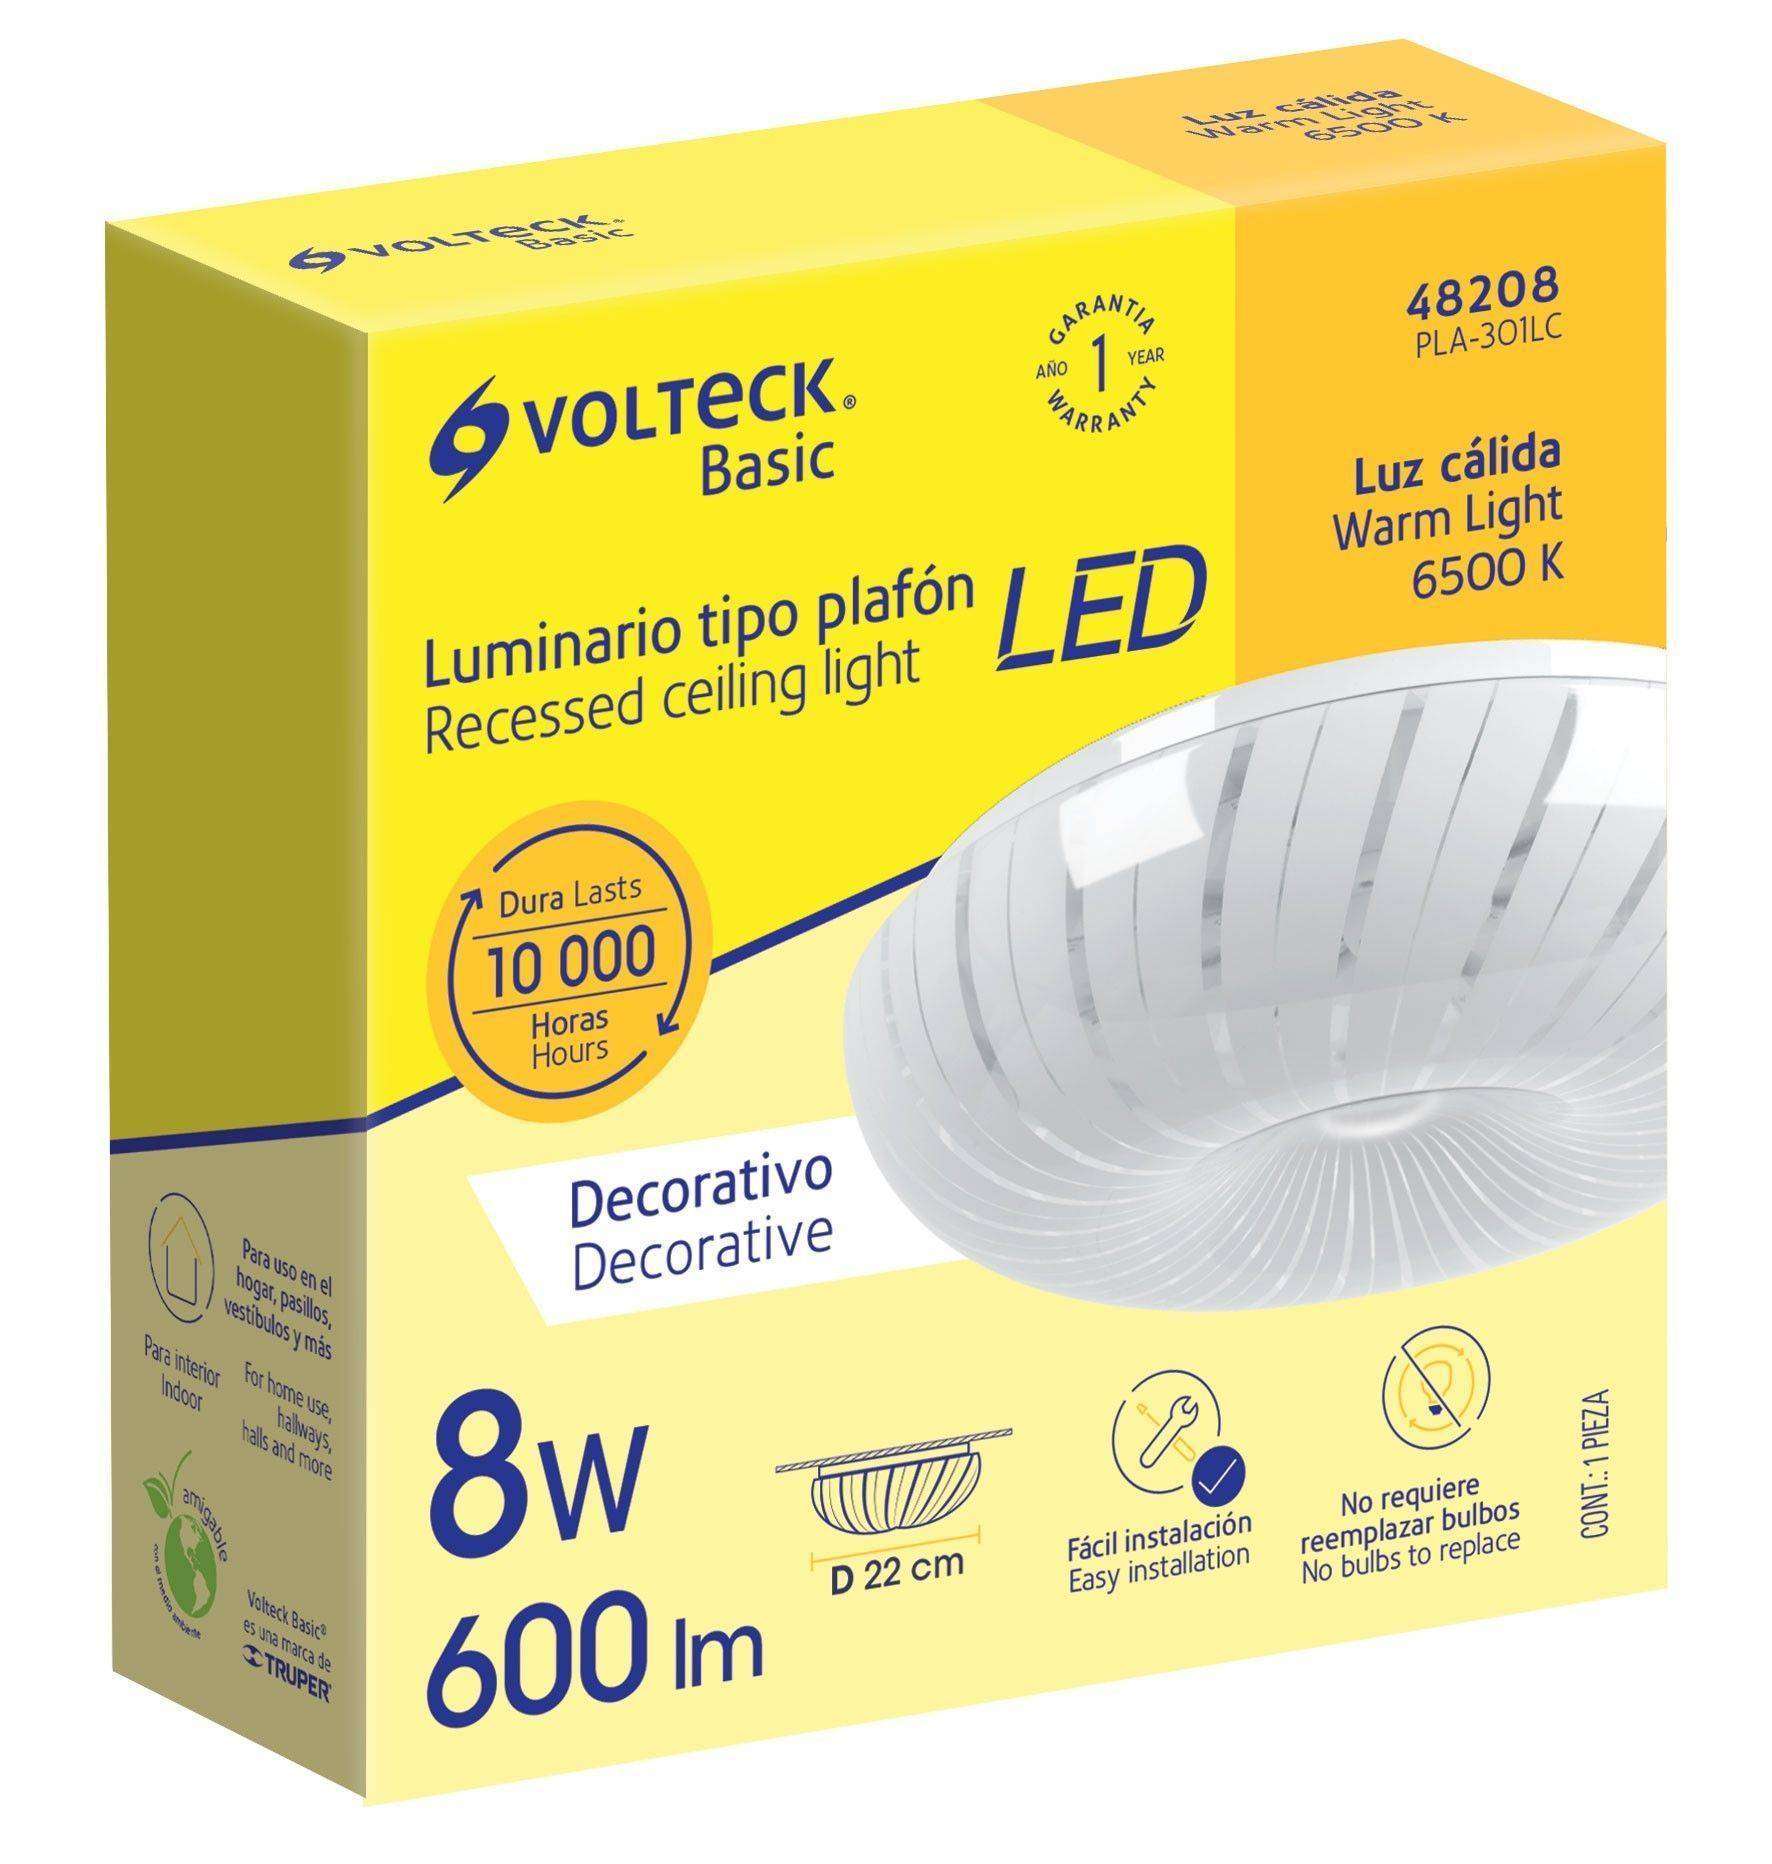 VOLTECK®
Basic
Luz cálida
Warm Light
6500 K
VOLTECK®
Basic
GARANTIA
AÑO 1 YEAR
WARRANTY
48208
PLA-301LC
Luz cálida
Warm Light
6500 K
Luminario tipo plafón
Recessed ceiling light
LED
Dura Lasts
10 000
Horas
Hours
Decorativo
Decorative
8W
600 lm
D 22 cm
Fácil instalación
Easy installation
No requiere
reemplazar bulbos
No bulbs to replace
CONT.: 1 PIEZA
Para interior
Indoor
Para uso en el
hogar, pasillos,
vestíbulos y más
For home use,
hallways,
halls and more
amigable
con el medio ambiente
Volteck Basic®
es una marca de
TRUPER®